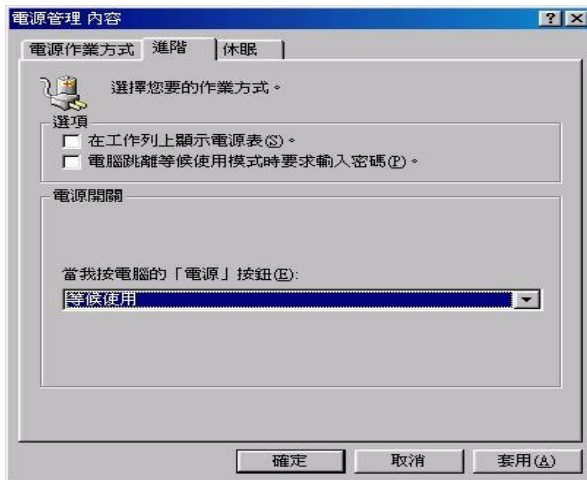 電源管理 內容
電源作業方式 進階 休眠
選擇您要的作業方式。
選項
在工作列上顯示電源表(S)。
電腦跳離等候使用模式時要求輸入密碼(P)。
電源開關
當我按電腦的「電源」按鈕(E):
等候使用
確定 取消 套用(A)